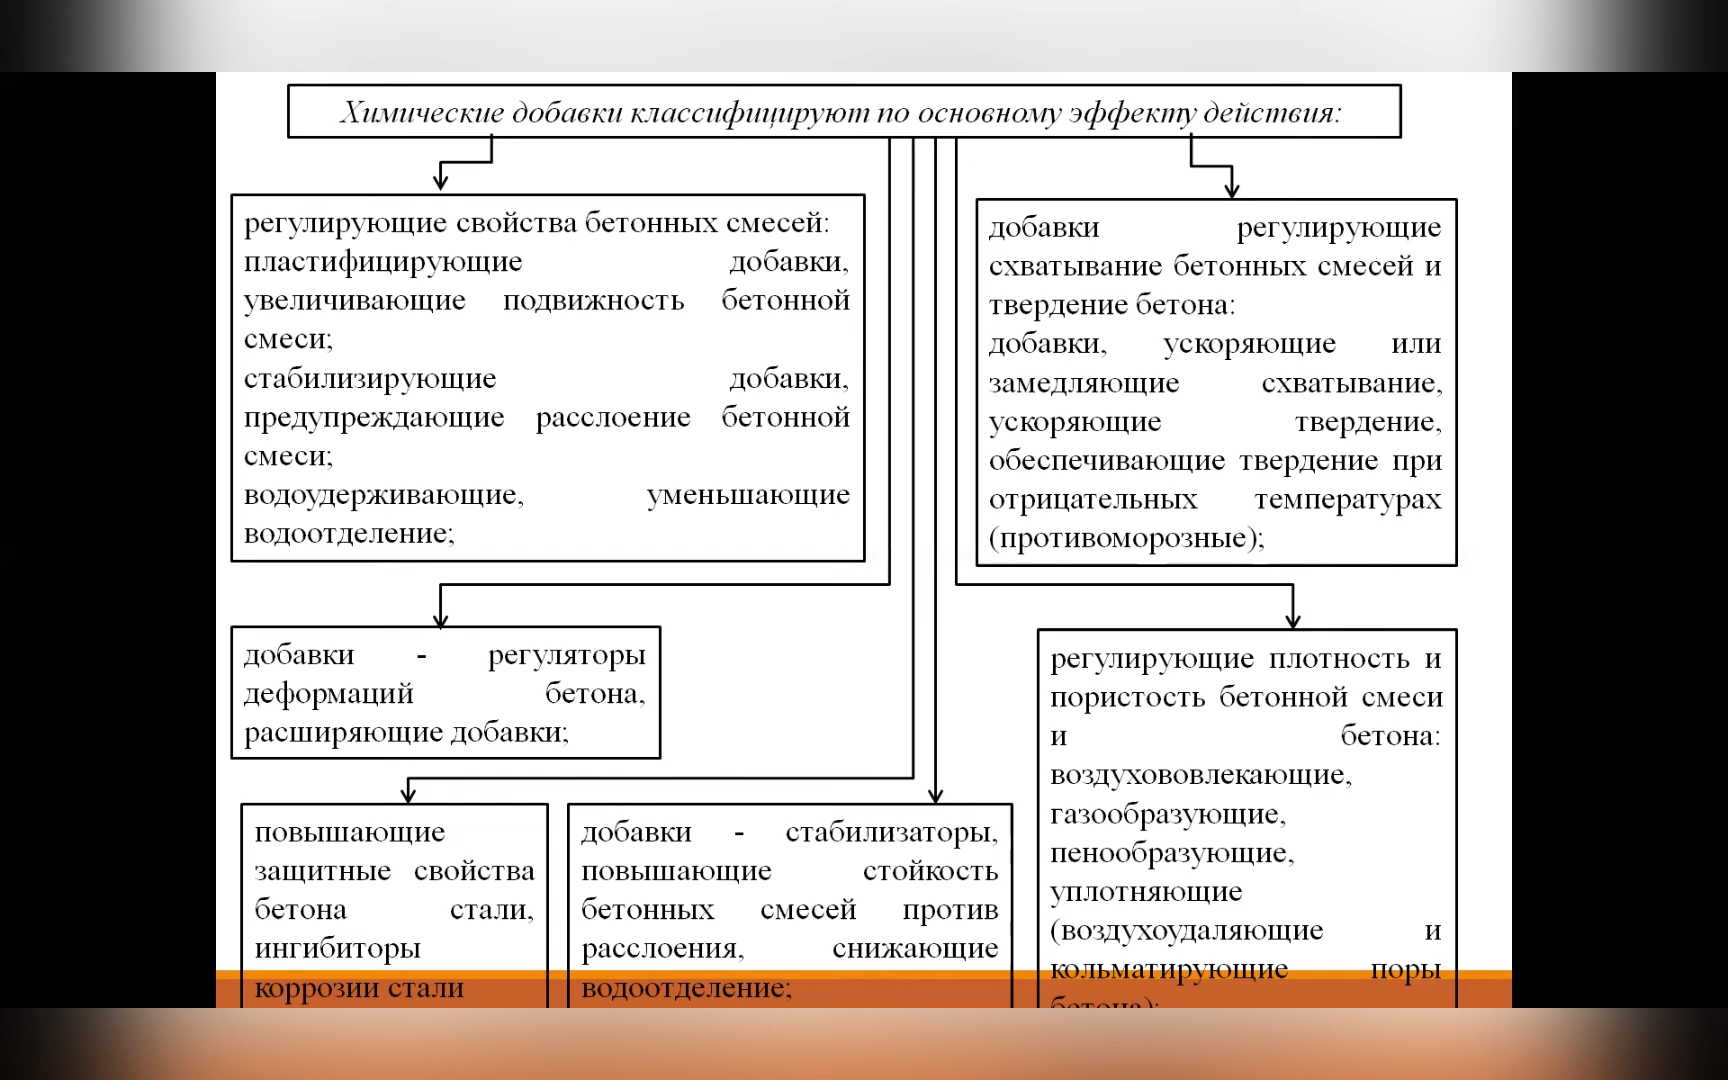 Химические добавки классифицируют по основному эффекту действия:
регулирующие свойства бетонных смесей:
пластифицирующие добавки,
увеличивающие подвижность бетонной
смеси;
стабилизирующие добавки,
предупреждающие расслоение бетонной
смеси;
водоудерживающие, уменьшающие
водоотделение;
добавки регулирующие
схватывание бетонных смесей и
твердение бетона:
добавки, ускоряющие или
замедляющие схватывание,
ускоряющие твердение,
обеспечивающие твердение при
отрицательных температурах
(противоморозные);
добавки - регуляторы
деформаций бетона,
расширяющие добавки;
регулирующие плотность и
пористость бетонной смеси
и бетона:
воздухововлекающие,
газообразующие,
пенообразующие,
уплотняющие
(воздухоудаляющие и
кольматирующие поры
бетона);
повышающие
защитные свойства
бетона стали,
ингибиторы
коррозии стали
добавки - стабилизаторы,
повышающие стойкость
бетонных смесей против
расслоения, снижающие
водоотделение;